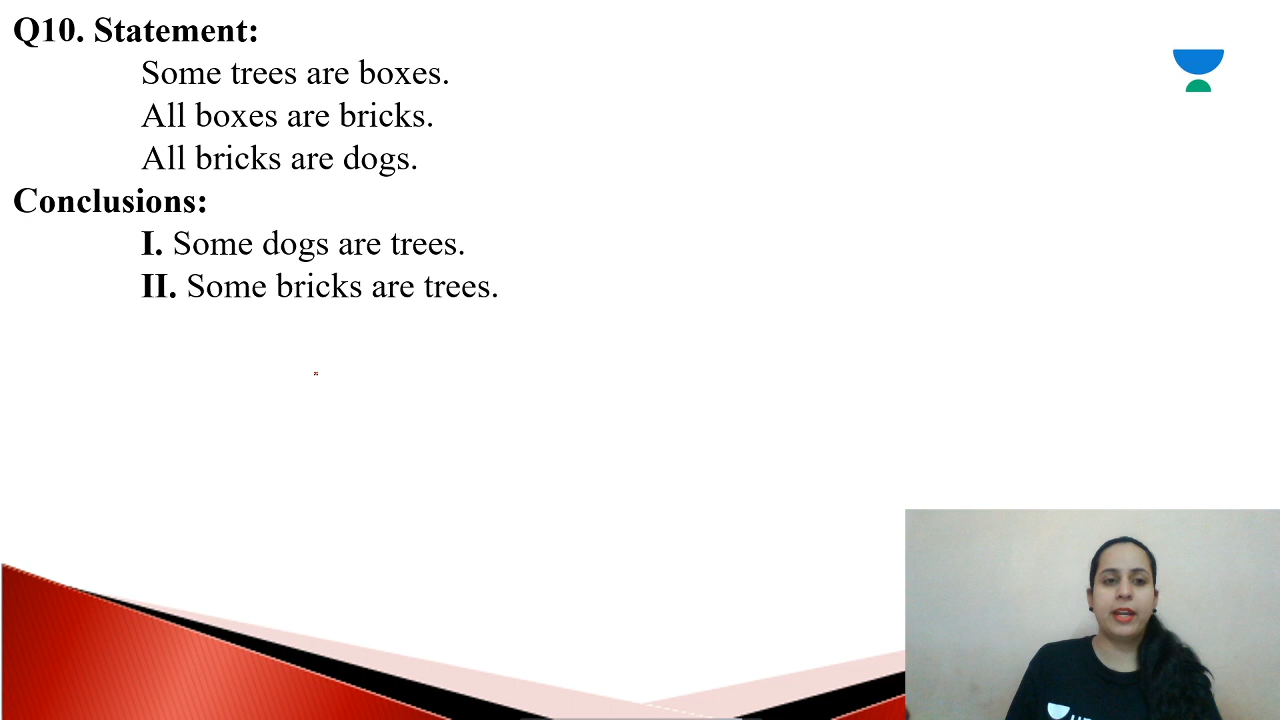 Q10. Statement:
Some trees are boxes.
All boxes are bricks.
All bricks are dogs.
Conclusions:
I. Some dogs are trees.
II. Some bricks are trees.